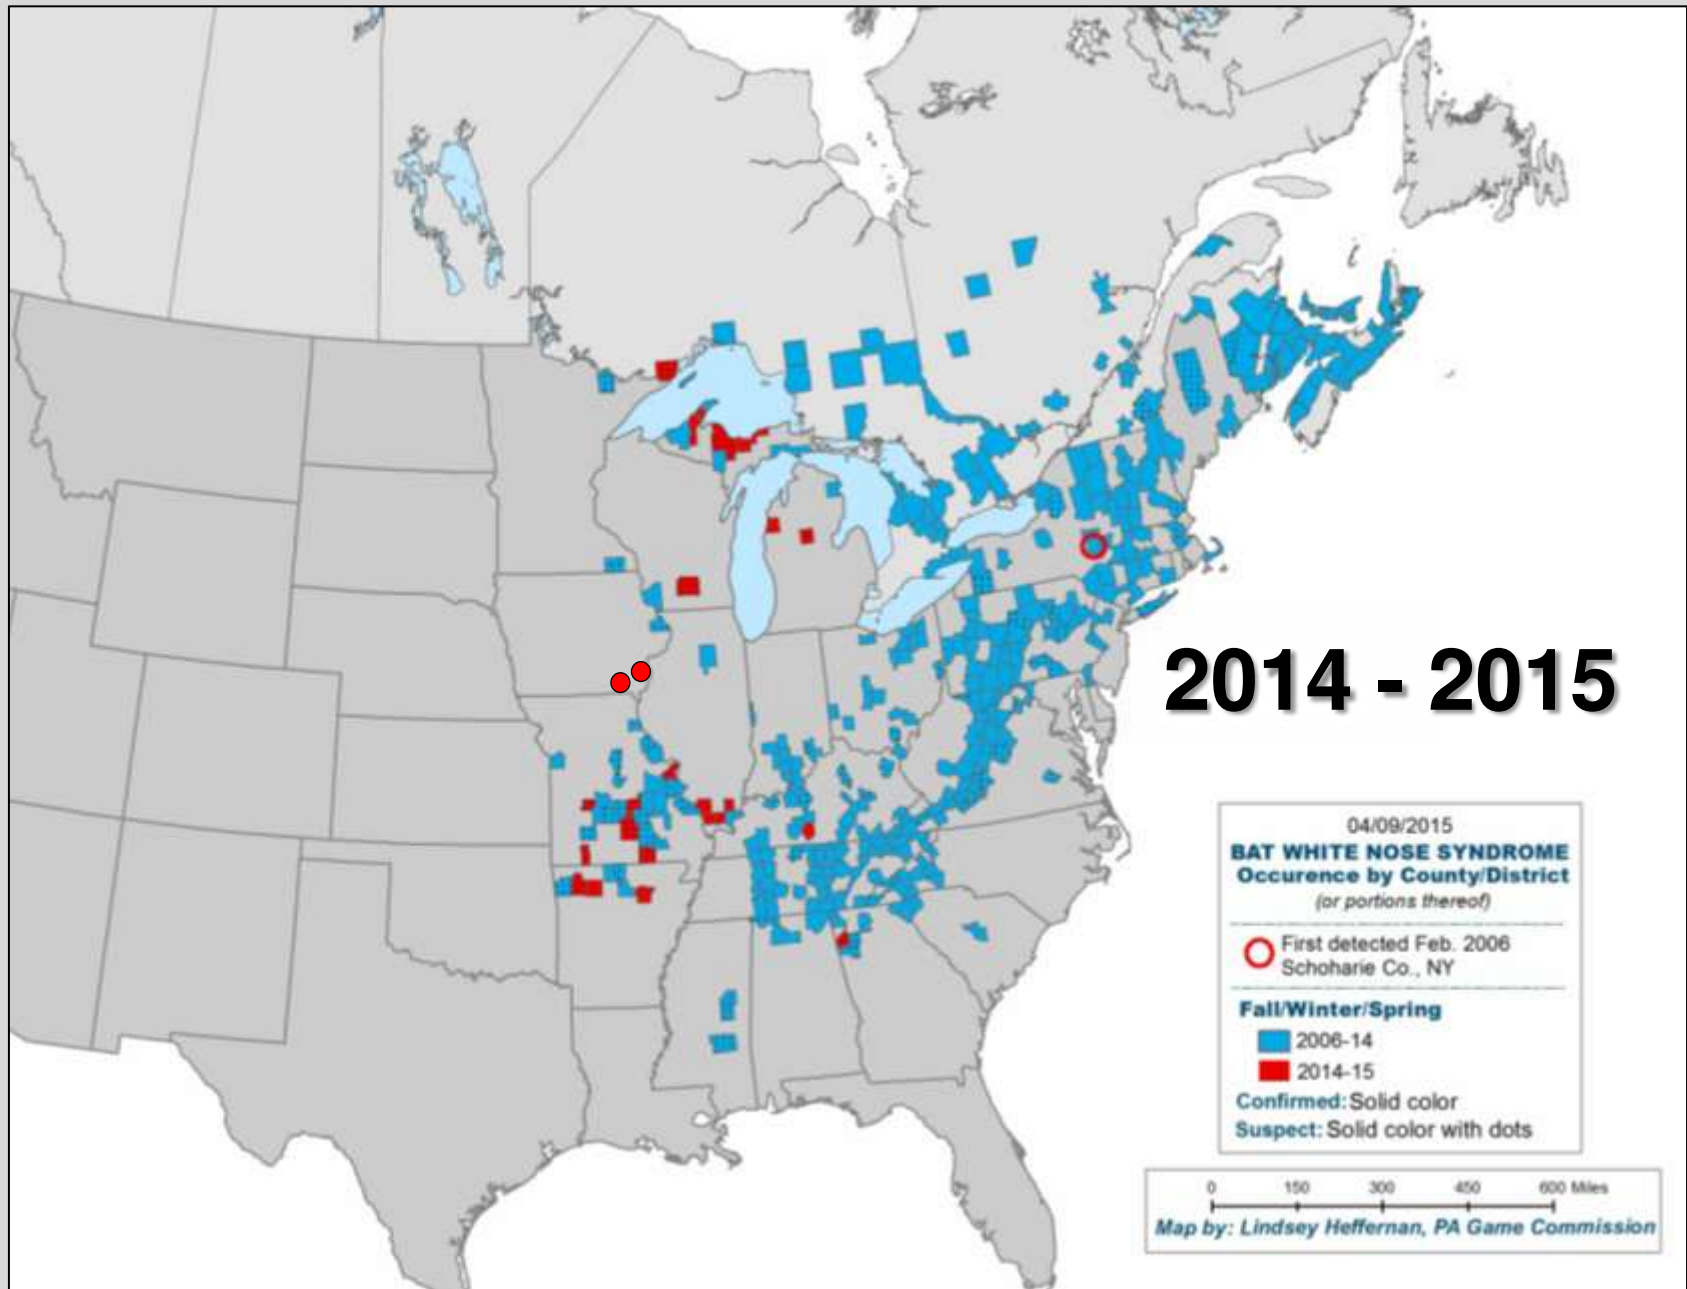 2014 - 2015
04/09/2015
BAT WHITE NOSE SYNDROME
Occurence by County/District
(or portions thereof)
First detected Feb. 2006
Schoharie Co., NY
Fall/Winter/Spring
2006-14
2014-15
Confirmed: Solid color
Suspect: Solid color with dots
0 150 300 450 600 Miles
Map by: Lindsey Heffernan, PA Game Commission